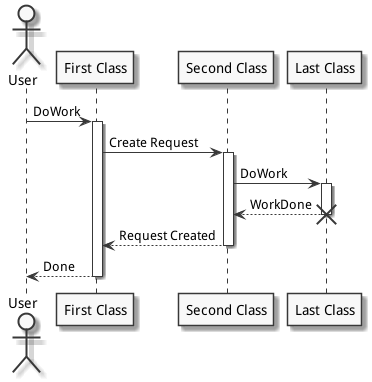 User
First Class
Second Class
Last Class
DoWork
Create Request
DoWork
WorkDone
Request Created
Done
User
First Class
Second Class
Last Class